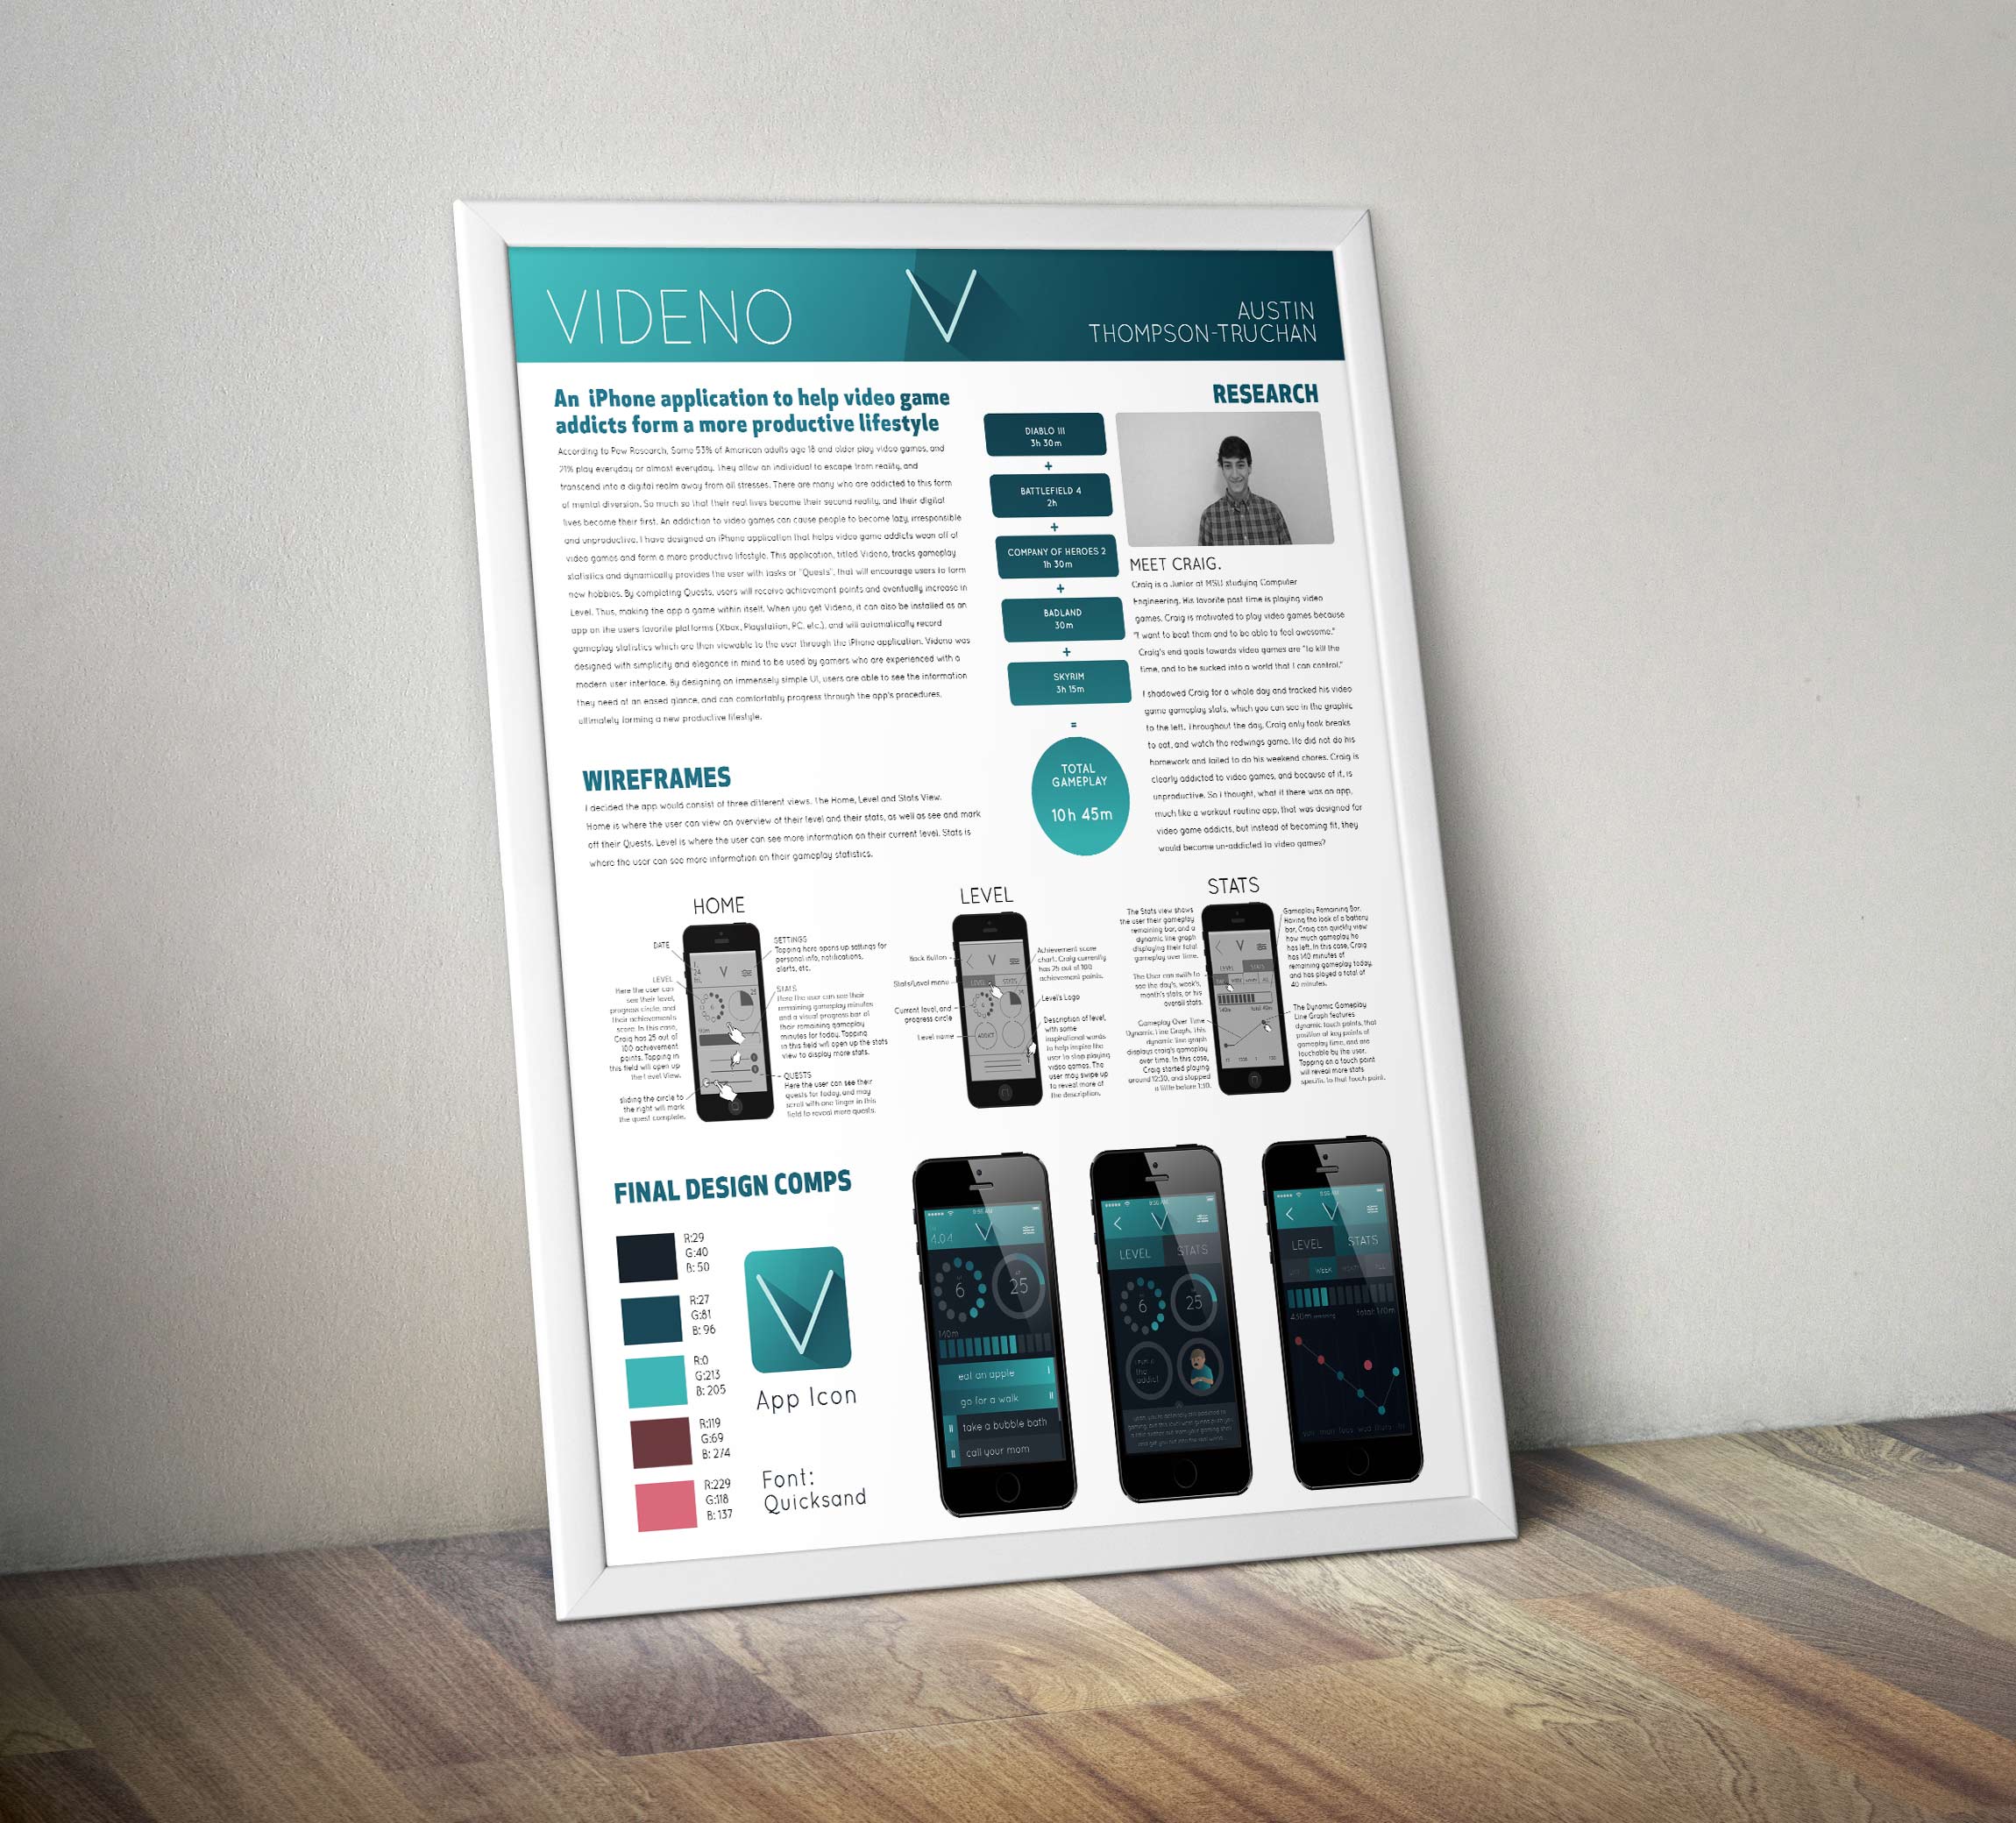 VIDENO
AUSTIN
THOMPSON-TRUCHAN
An iPhone application to help video game
addicts form a more productive lifestyle
According to Pew Research, Some 53% of American adults age 18 and older play video games, and
21% play everyday or almost everyday. They allow an individual to escape from reality, and
transcend into a digital realm away from all stresses. There are many who are addicted to this form
of mental diversion. So much so that their real lives become their second reality, and their digital
lives become their first. An addiction to video games can cause people to become lazy, irresponsible
and unproductive. I have designed an iPhone application that helps video game addicts wean off of
video games and form a more productive lifestyle. This application, titled Videno, tracks gameplay
statistics and dynamically provides the user with tasks or "Quests", that will encourage users to form
new hobbies. By completing Quests, users will receive achievement points and eventually increase in
Level. Thus, making the app a game within itself. When you get Videno, it can also be installed as an
app on the users favorite platforms (Xbox, Playstation, PC, etc.), and will automatically record
gameplay statistics which are then viewable to the user through the iPhone application. Videno was
designed with simplicity and elegance in mind to be used by gamers who are experienced with a
modern user interface. By designing an immensely simple UI, users are able to see the information
they need at an eased glance, and can comfortably progress through the app's procedures,
ultimately forming a new productive lifestyle.
RESEARCH
DIABLO III
3h 30m
+
BATTLEFIELD 4
2h
+
COMPANY OF HEROES 2
1h 30m
+
BADLAND
30m
+
SKYRIM
3h 15m
=
TOTAL
GAMEPLAY
10h 45m
MEET CRAIG.
Craig is a Junior at MSU studying Computer
Engineering. His favorite past time is playing video
games. Craig is motivated to play video games because
"I want to beat them and to be able to feel awesome."
Craig's end goals towards video games are "To kill the
time, and to be sucked into a world that I can control."
I shadowed Craig for a whole day and tracked his video
game gameplay stats, which you can see in the graphic
to the left. Throughout the day, Craig only took breaks
to eat, and watch the redwings game. He did not do his
homework and failed to do his weekend chores. Craig is
clearly addicted to video games, and because of it, is
unproductive. So I thought, what if there was an app,
much like a workout routine app, that was designed for
video game addicts, but instead of becoming fit, they
would become un-addicted to video games?
WIREFRAMES
I decided the app would consist of three different views. The Home, Level and Stats View.
Home is where the user can view an overview of their level and their stats, as well as see and mark
off their Quests. Level is where the user can see more information on their current level. Stats is
where the user can see more information on their gameplay statistics.
HOME
DATE
LEVEL
Here the user can
see their level,
progress circle, and
their achievements
score. In this case,
Craig has 25 out of
100 achievement
points. Tapping in
this field will open up
the Level View.
sliding the circle to
the right will mark
the quest complete.
SETTINGS
Tapping here opens up settings for
personal info, notifications,
alerts, etc.
STATS
Here the user can see their
remaining gameplay minutes
and a visual progress bar of
their remaining gameplay
minutes for today. Tapping
in this field will open up the stats
view to display more stats.
QUESTS
Here the user can see their
quests for today, and may
scroll with one finger in this
field to reveal more quests.
LEVEL
Back Button
Stats/Level menu
Current level, and
progress circle
Level name
Achievement score
chart. Craig currently
has 25 out of 100
achievement points.
Level's Logo
Description of level,
with some
inspirational words
to help inspire the
user to stop playing
video games. The
user may swipe up
to reveal more of
the description.
STATS
The Stats view shows
the user their gameplay
remaining bar, and a
dynamic line graph
displaying their total
gameplay over time.
The User can switch to
see the day's, week's,
month's stats, or his
overall stats.
Gameplay Over Time
Dynamic Line Graph. This
dynamic line graph
displays craig's gameplay
over time. In this case,
Craig started playing
around 12:30, and stopped
a little before 1:30.
Gameplay Remaining Bar.
Having the look of a battery
bar, Craig can quickly view
how much gameplay he
has left. In this case, Craig
has 140 minutes of
remaining gameplay today,
and has played a total of
40 minutes.
The Dynamic Gameplay
Line Graph features
dynamic touch points, that
position at key points of
gameplay time, and are
touchable by the user.
Tapping on a touch point
will reveal more stats
specific to that touch point.
FINAL DESIGN COMPS
R:29
G:40
B: 50
R:27
G:81
B: 96
R:0
G:213
B: 205
R:119
G:69
B: 274
R:229
G:118
B: 137
App Icon
Font:
Quicksand
4.04
6
25
140m
eat an apple
go for a walk
take a bubble bath
call your mom
LEVEL STATS
6
25
LEVEL STATS
WEEK